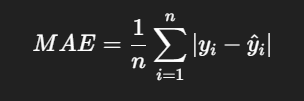 MAE = \frac{1}{n} \sum_{i=1}^{n} |y_i - \hat{y}_i|